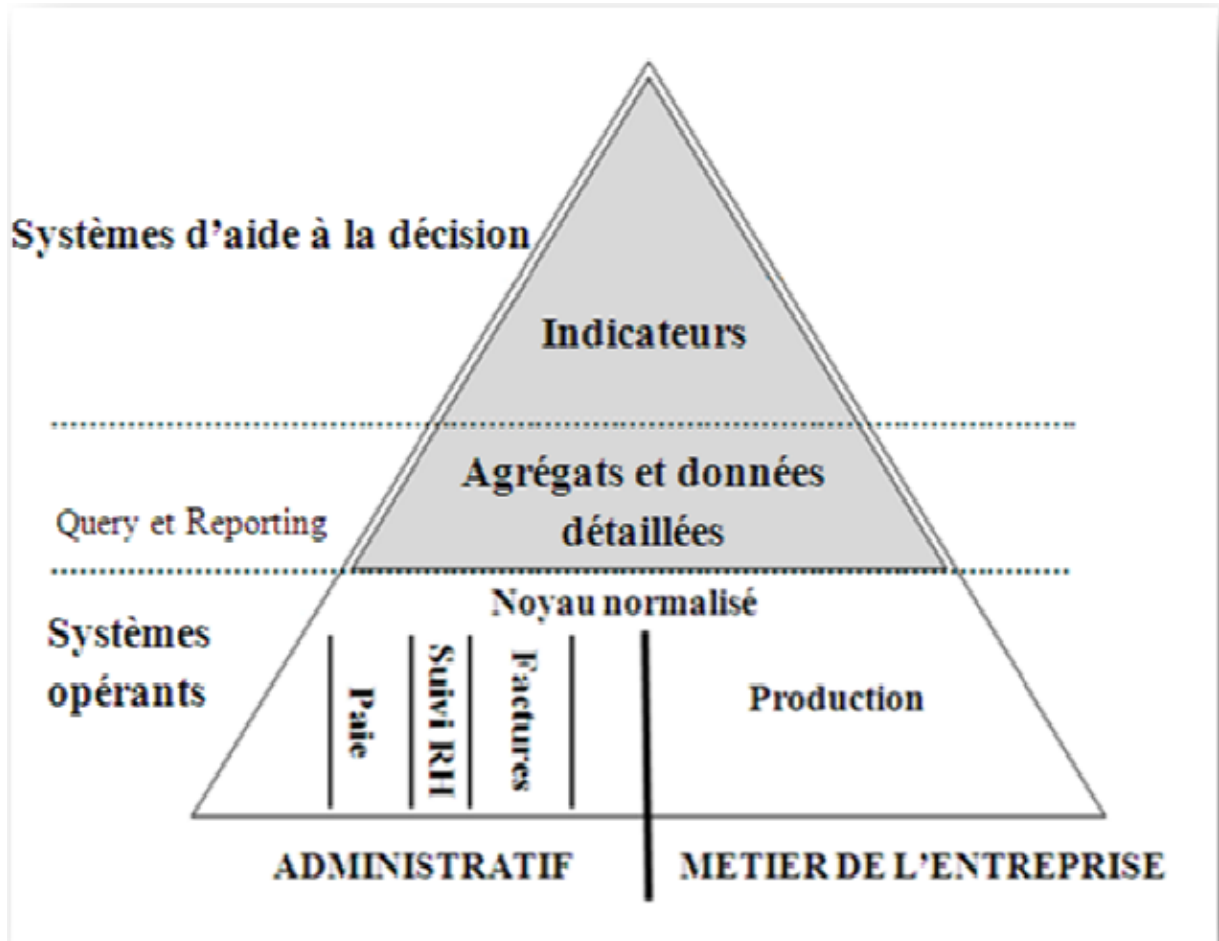 Systèmes d'aide à la décision
Indicateurs
Agrégats et données
détaillées
Query et Reporting
Noyau normalisé
Systèmes
opérants
Paie
Suivi RH
Factures
Production
ADMINISTRATIF
METIER DE L'ENTREPRISE